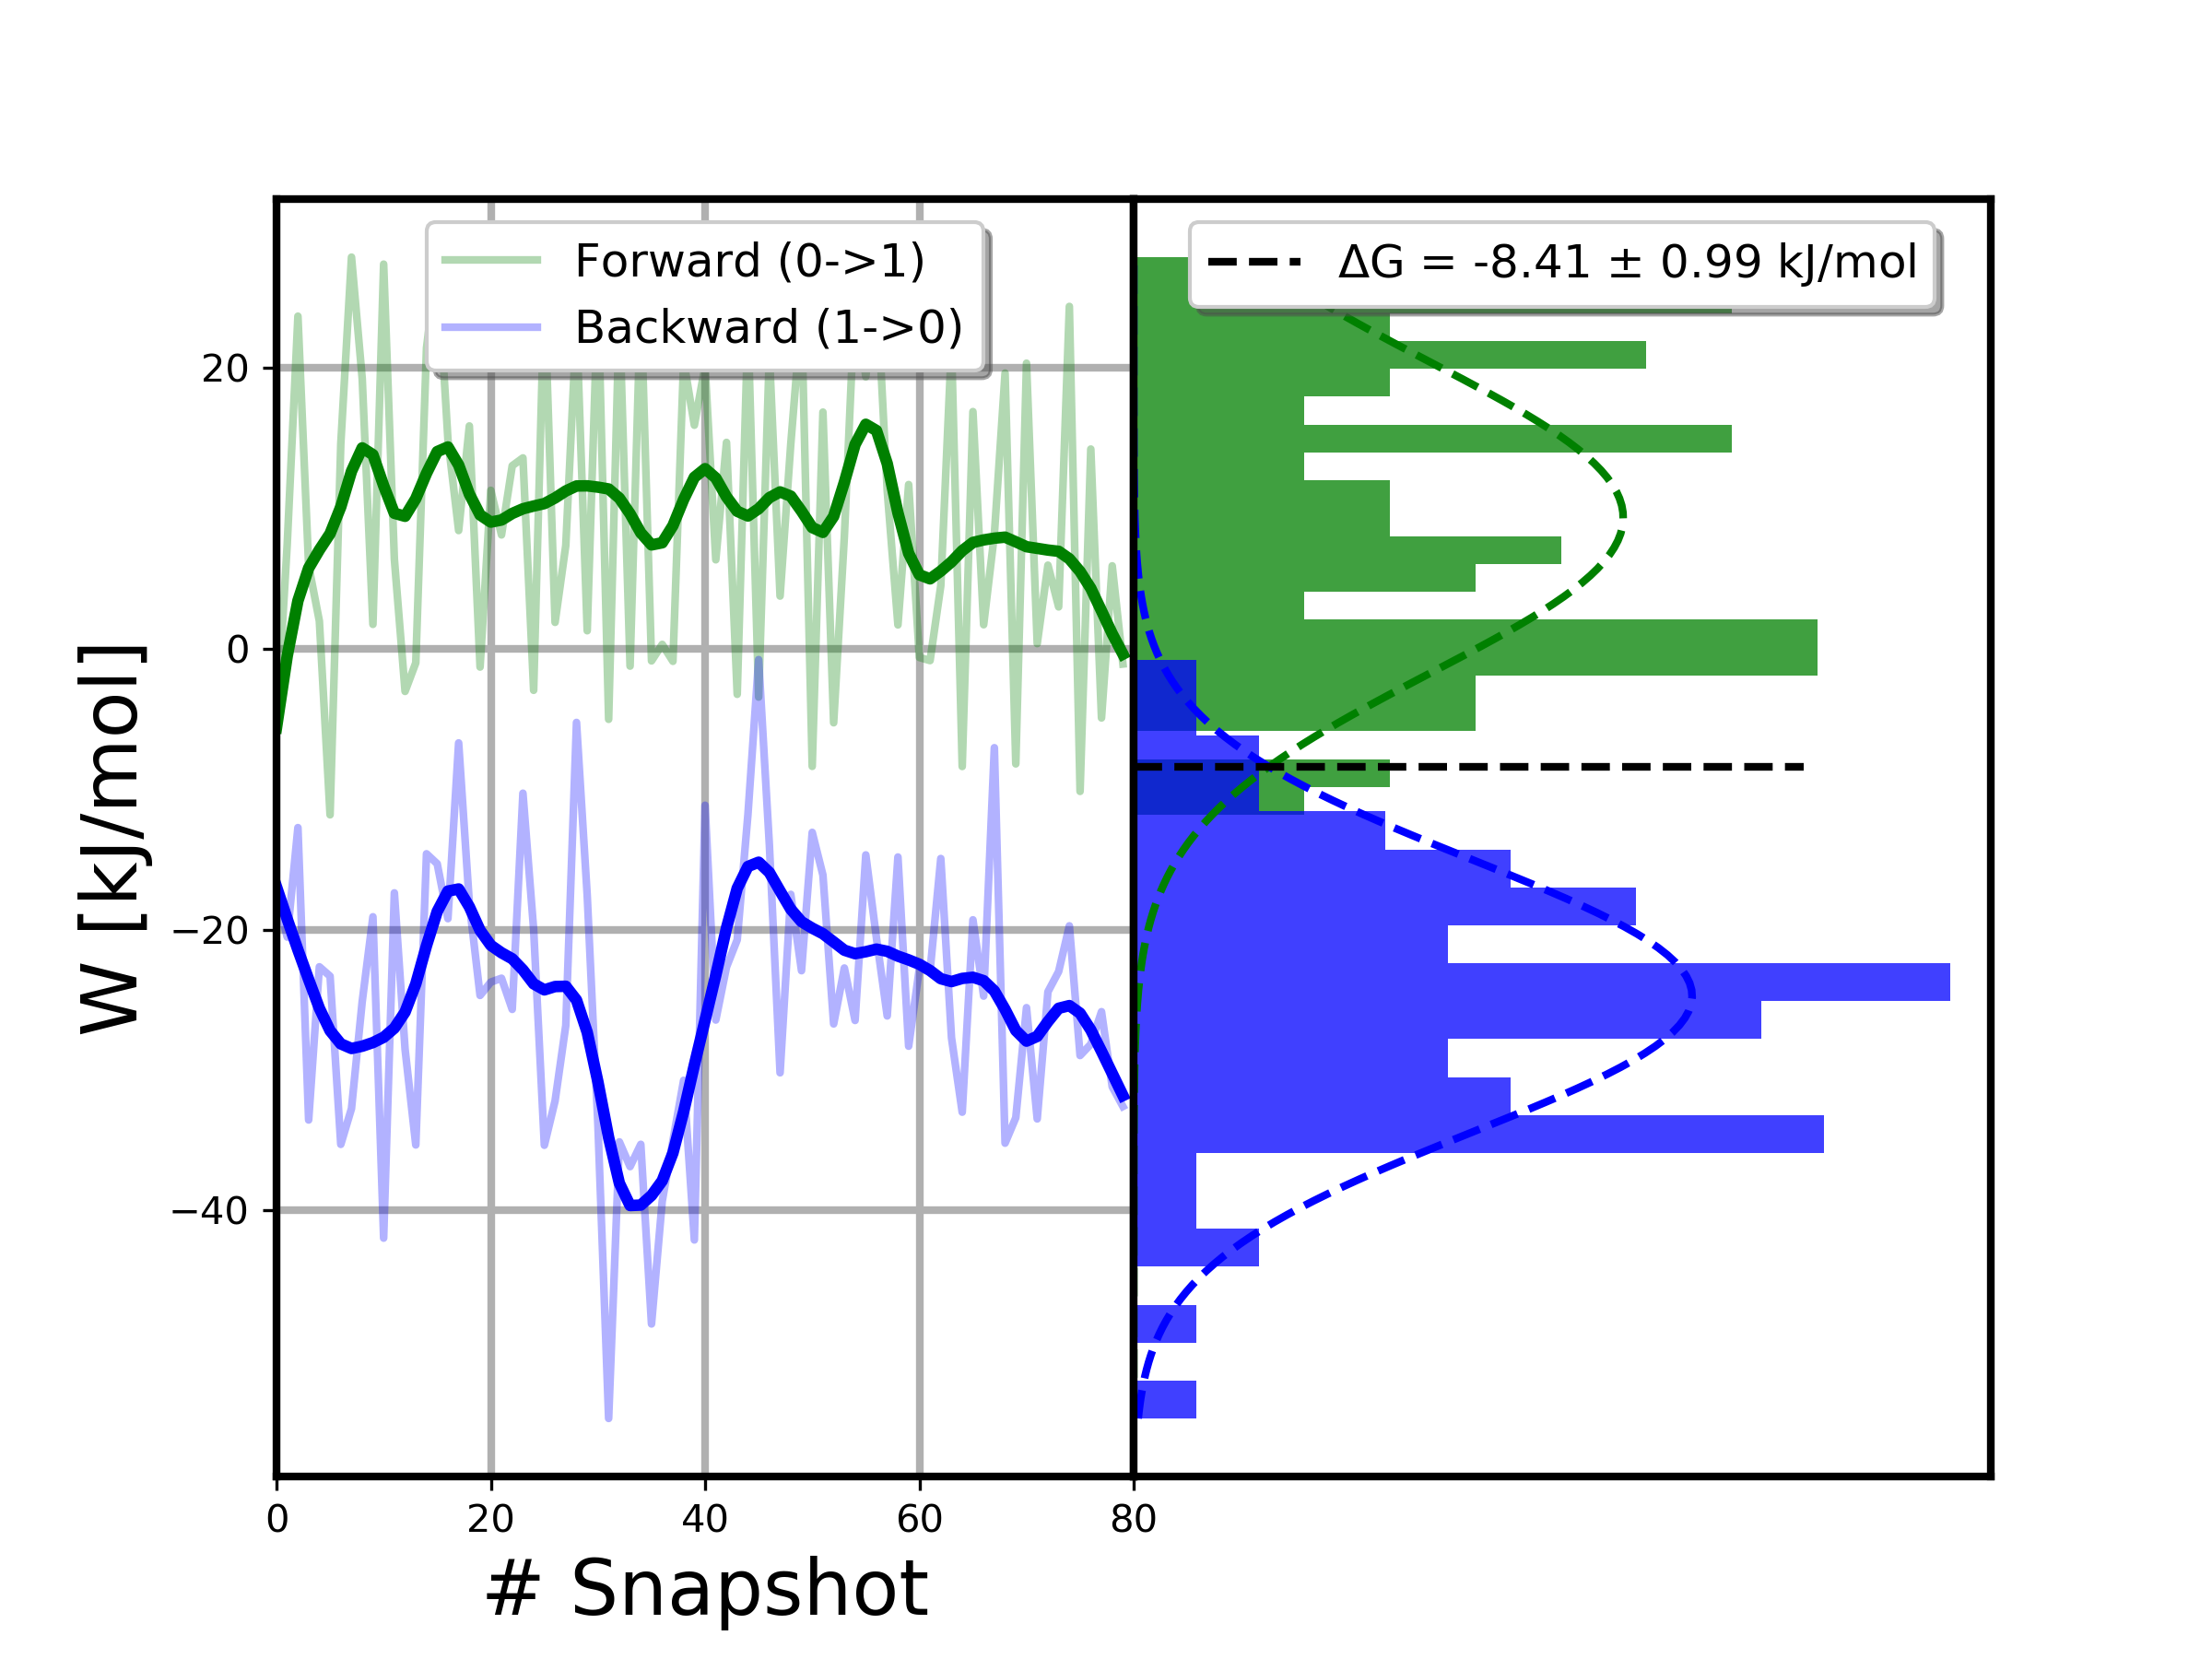 Forward (0->1)
Backward (1->0)
ΔG = -8.41 ± 0.99 kJ/mol
20
0
−20
−40
W [kJ/mol]
0 20 40 60 80
# Snapshot